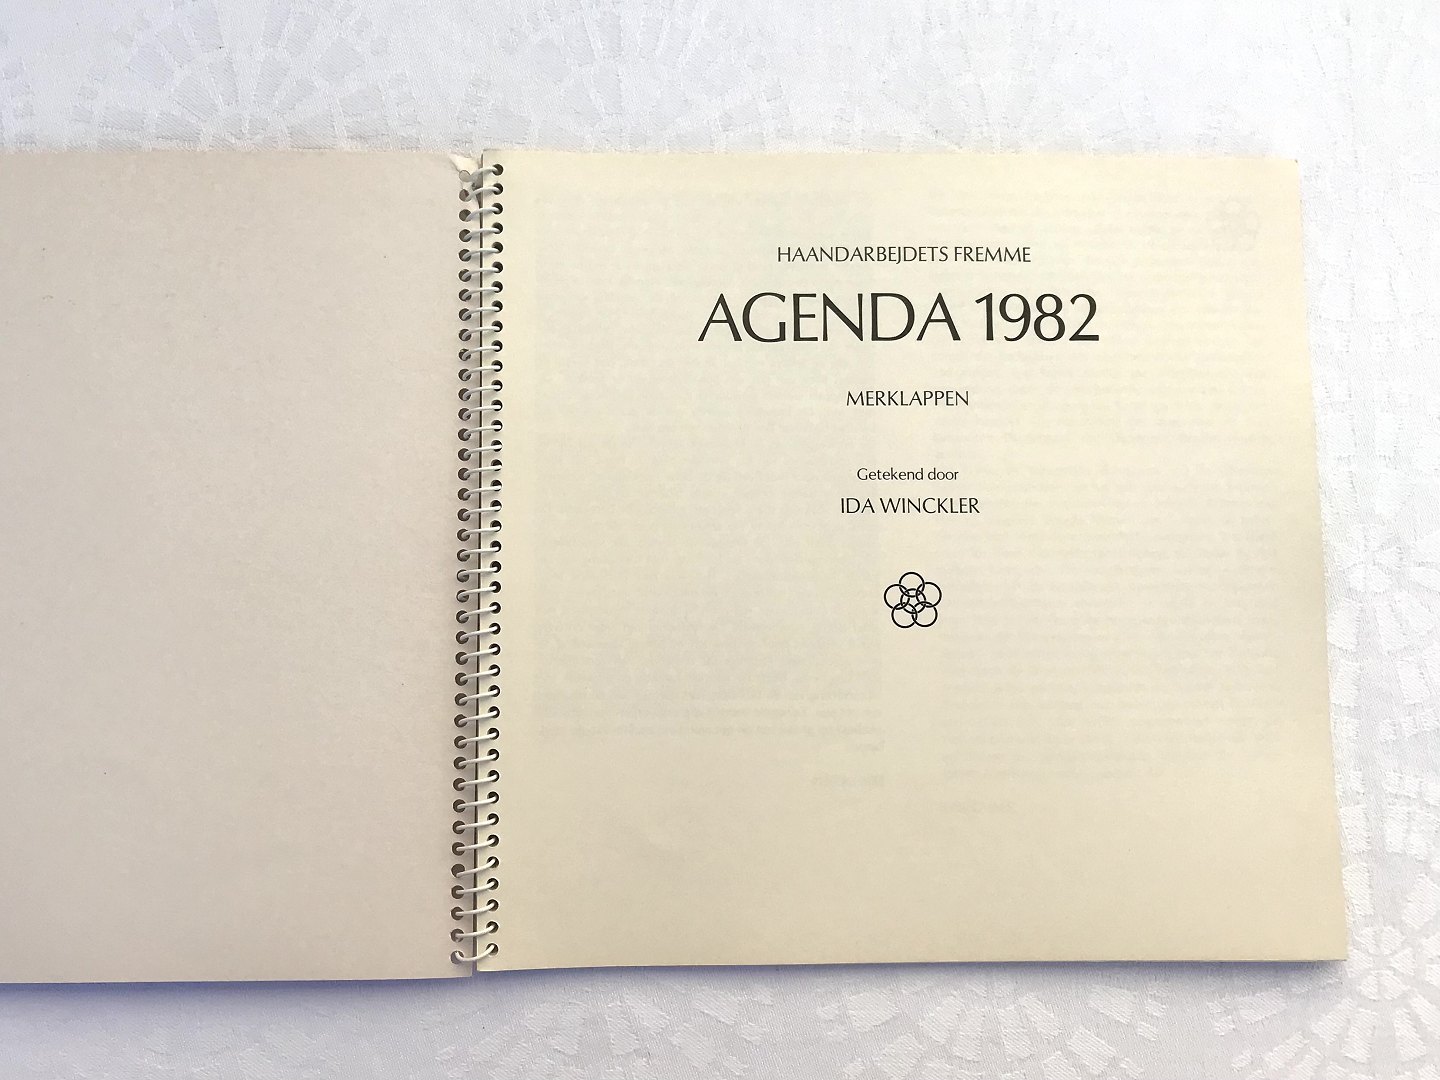 HAANDARBEJDETS FREMME
AGENDA 1982
MERKLAPPEN
Getekend door
IDA WINCKLER